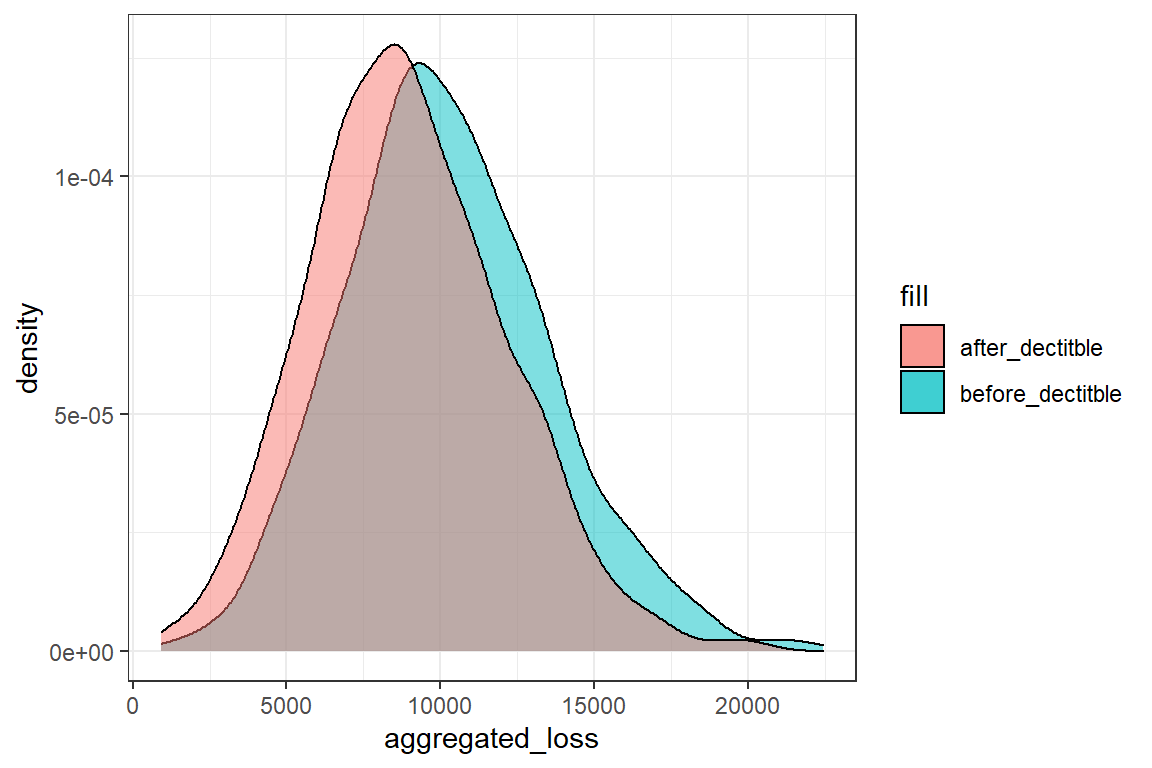 density
1e-04
5e-05
0e+00
0
5000
10000
15000
20000
aggregated_loss
fill
after_dectitble
before_dectitble